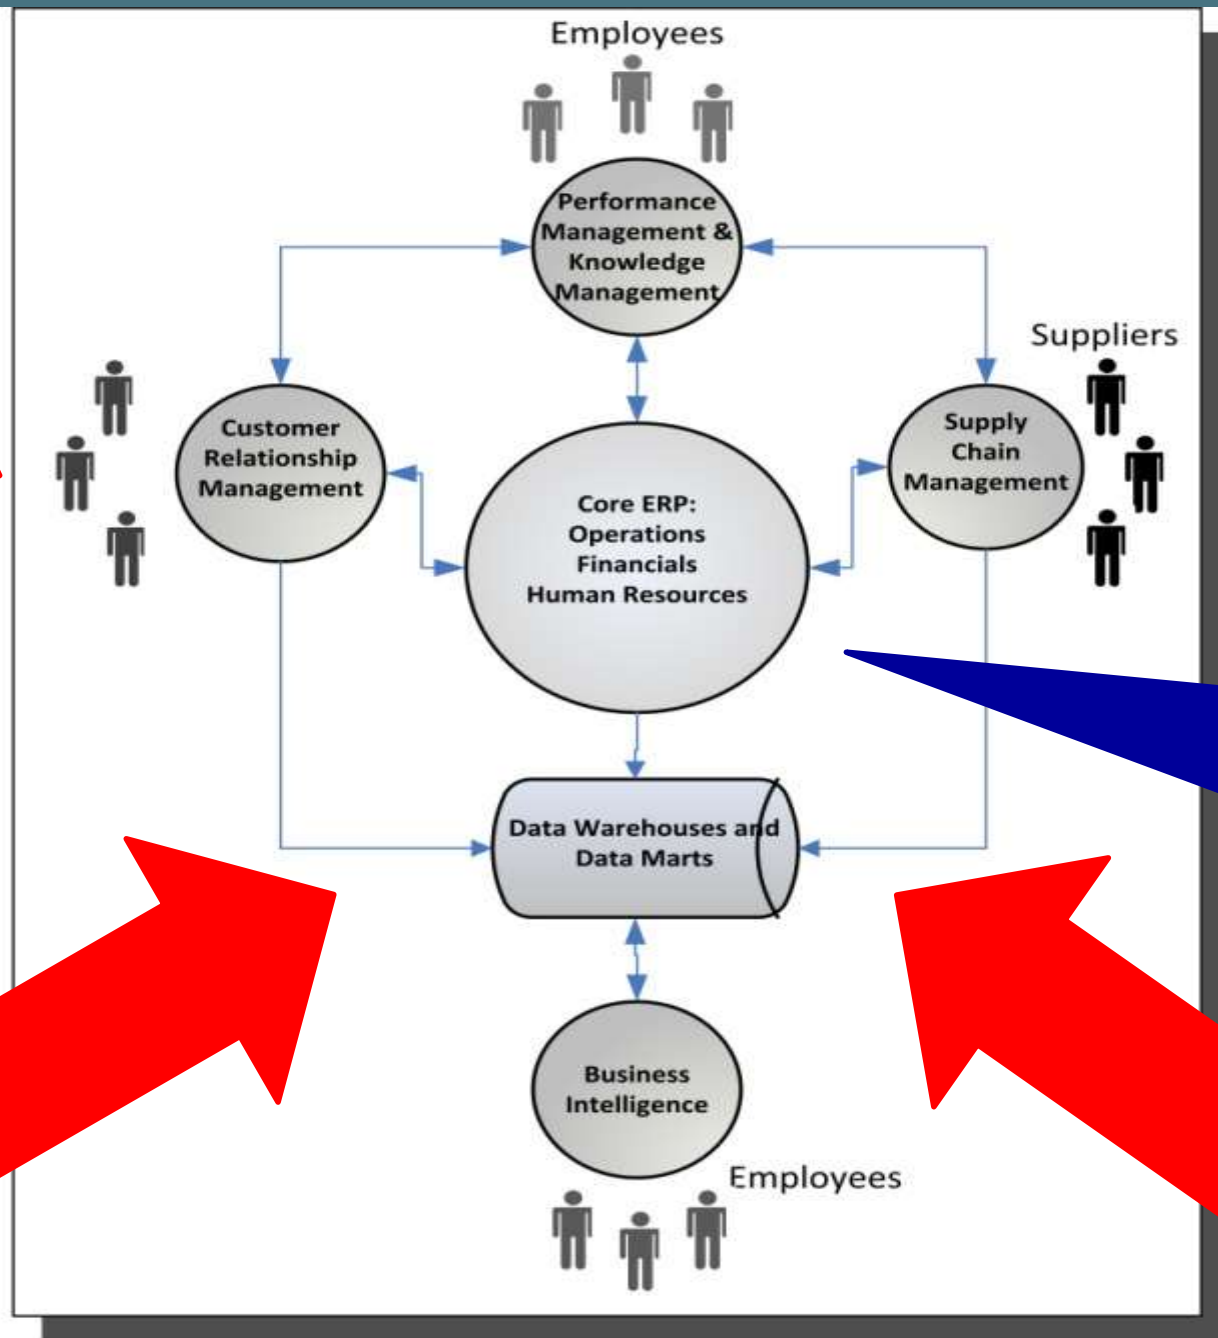 Employees
Performance
Management &
Knowledge
Management
Suppliers
Customer
Relationship
Management
Supply
Chain
Management
Core ERP:
Operations
Financials
Human Resources
Data Warehouses and
Data Marts
Business
Intelligence
Employees